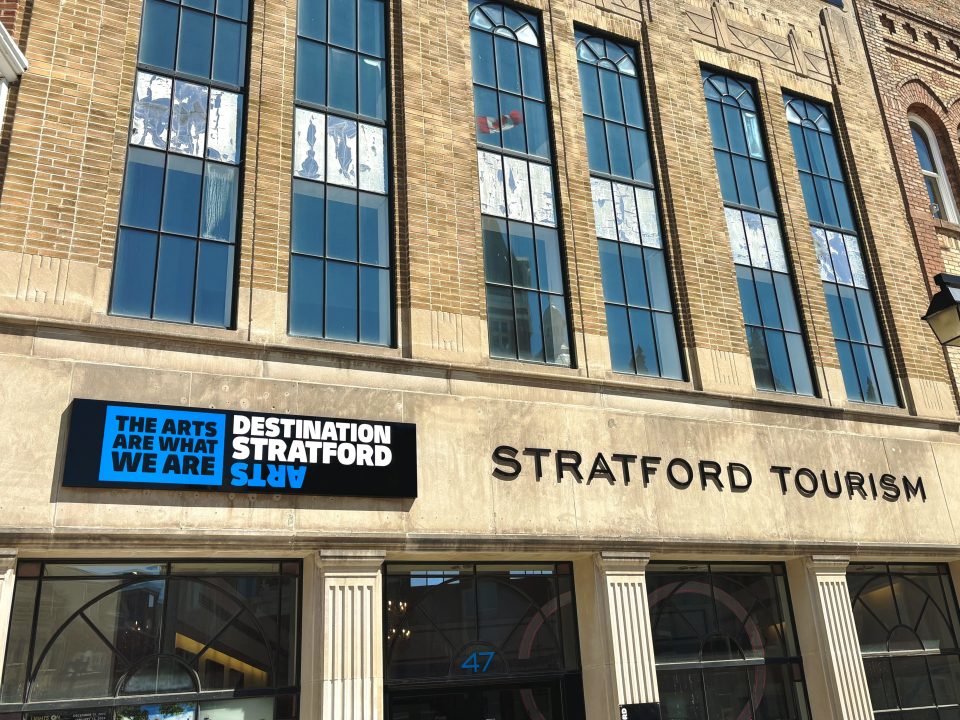 THE ARTS
ARE WHAT
WE ARE
DESTINATION
STRATFORD
ARTS
STRATFORD TOURISM
47